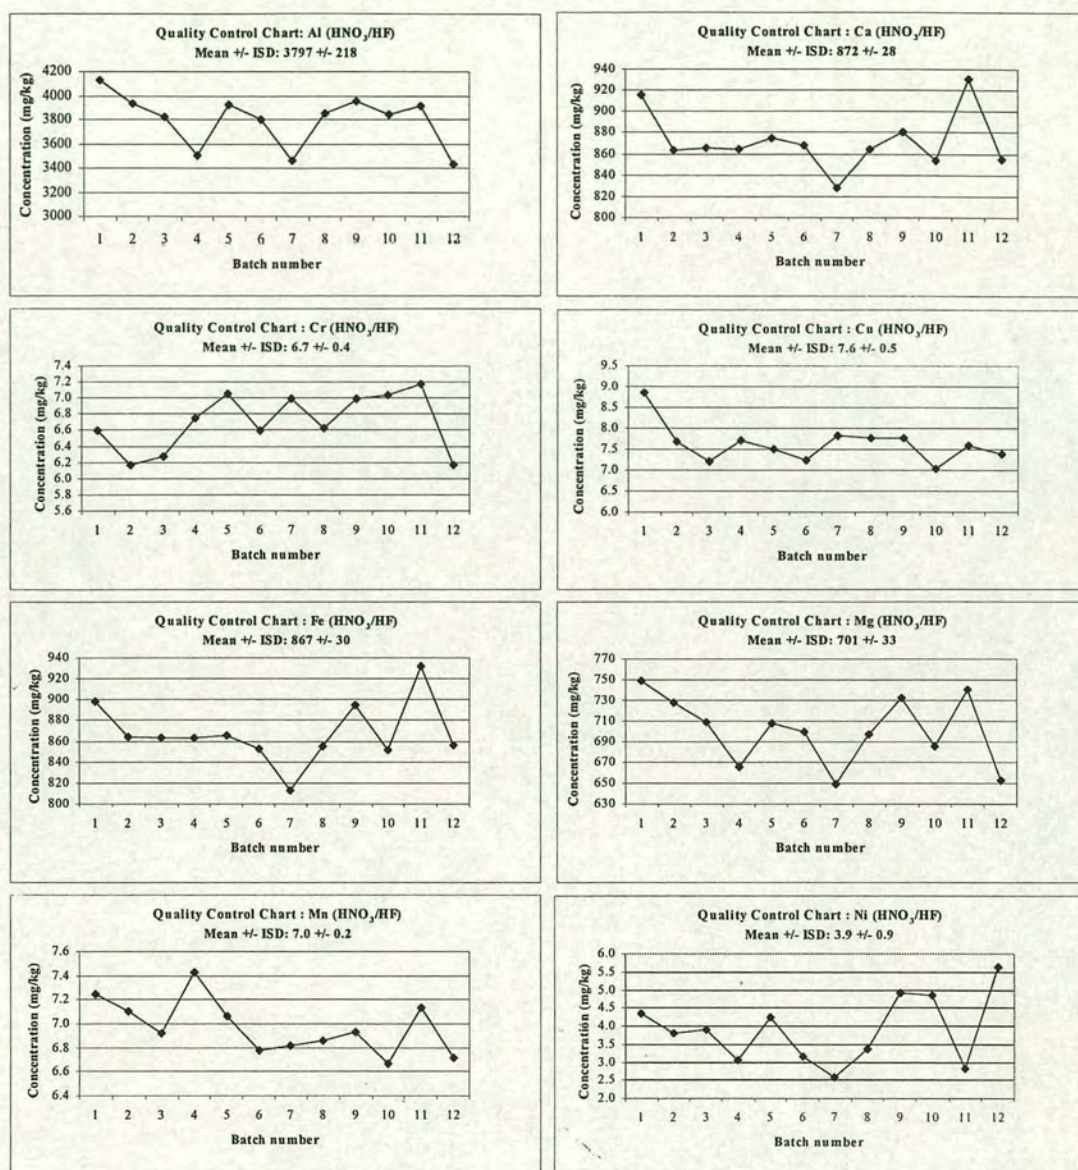 Quality Control Chart: Al (HNO3/HF)
Mean +/- ISD: 3797 +/- 218
Concentration (mg/kg)
4200
4000
3800
3600
3400
3200
3000
1 2 3 4 5 6 7 8 9 10 11 12
Batch number
Quality Control Chart : Ca (HNO3/HF)
Mean +/- ISD: 872 +/- 28
Concentration (mg/kg)
940
920
900
880
860
840
820
800
1 2 3 4 5 6 7 8 9 10 11 12
Batch number
Quality Control Chart : Cr (HNO3/HF)
Mean +/- ISD: 6.7 +/- 0.4
Concentration (mg/kg)
7.4
7.2
7.0
6.8
6.6
6.4
6.2
6.0
5.8
5.6
1 2 3 4 5 6 7 8 9 10 11 12
Batch number
Quality Control Chart : Cu (HNO3/HF)
Mean +/- ISD: 7.6 +/- 0.5
Concentration (mg/kg)
9.5
9.0
8.5
8.0
7.5
7.0
6.5
6.0
1 2 3 4 5 6 7 8 9 10 11 12
Batch number
Quality Control Chart : Fe (HNO3/HF)
Mean +/- ISD: 867 +/- 30
Concentration (mg/kg)
940
900
880
860
840
820
800
1 2 3 4 5 6 7 8 9 10 11 12
Batch number
Quality Control Chart : Mg (HNO3/HF)
Mean +/- ISD: 701 +/- 33
Concentration (mg/kg)
770
750
730
710
690
670
650
630
1 2 3 4 5 6 7 8 9 10 11 12
Batch number
Quality Control Chart : Mn (HNO3/HF)
Mean +/- ISD: 7.0 +/- 0.2
Concentration (mg/kg)
7.6
7.4
7.2
7.0
6.8
6.6
6.4
1 2 3 4 5 6 7 8 9 10 11 12
Batch number
Quality Control Chart : Ni (HNO3/HF)
Mean +/- ISD: 3.9 +/- 0.9
Concentration (mg/kg)
6.0
5.5
5.0
4.5
4.0
3.5
3.0
2.5
2.0
1 2 3 4 5 6 7 8 9 10 11 12
Batch number